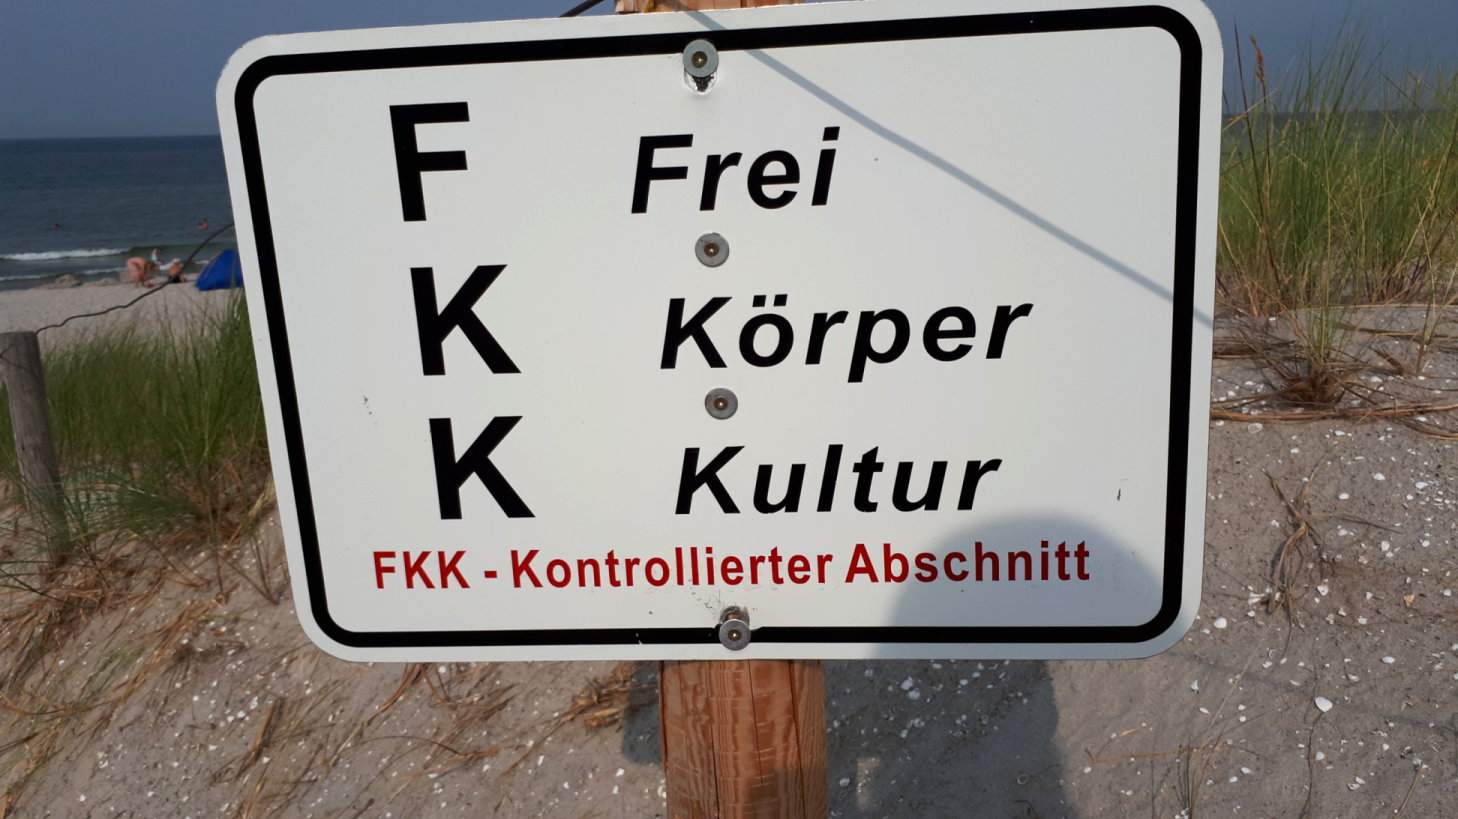 F Frei
K Körper
K Kultur
FKK - Kontrollierter Abschnitt